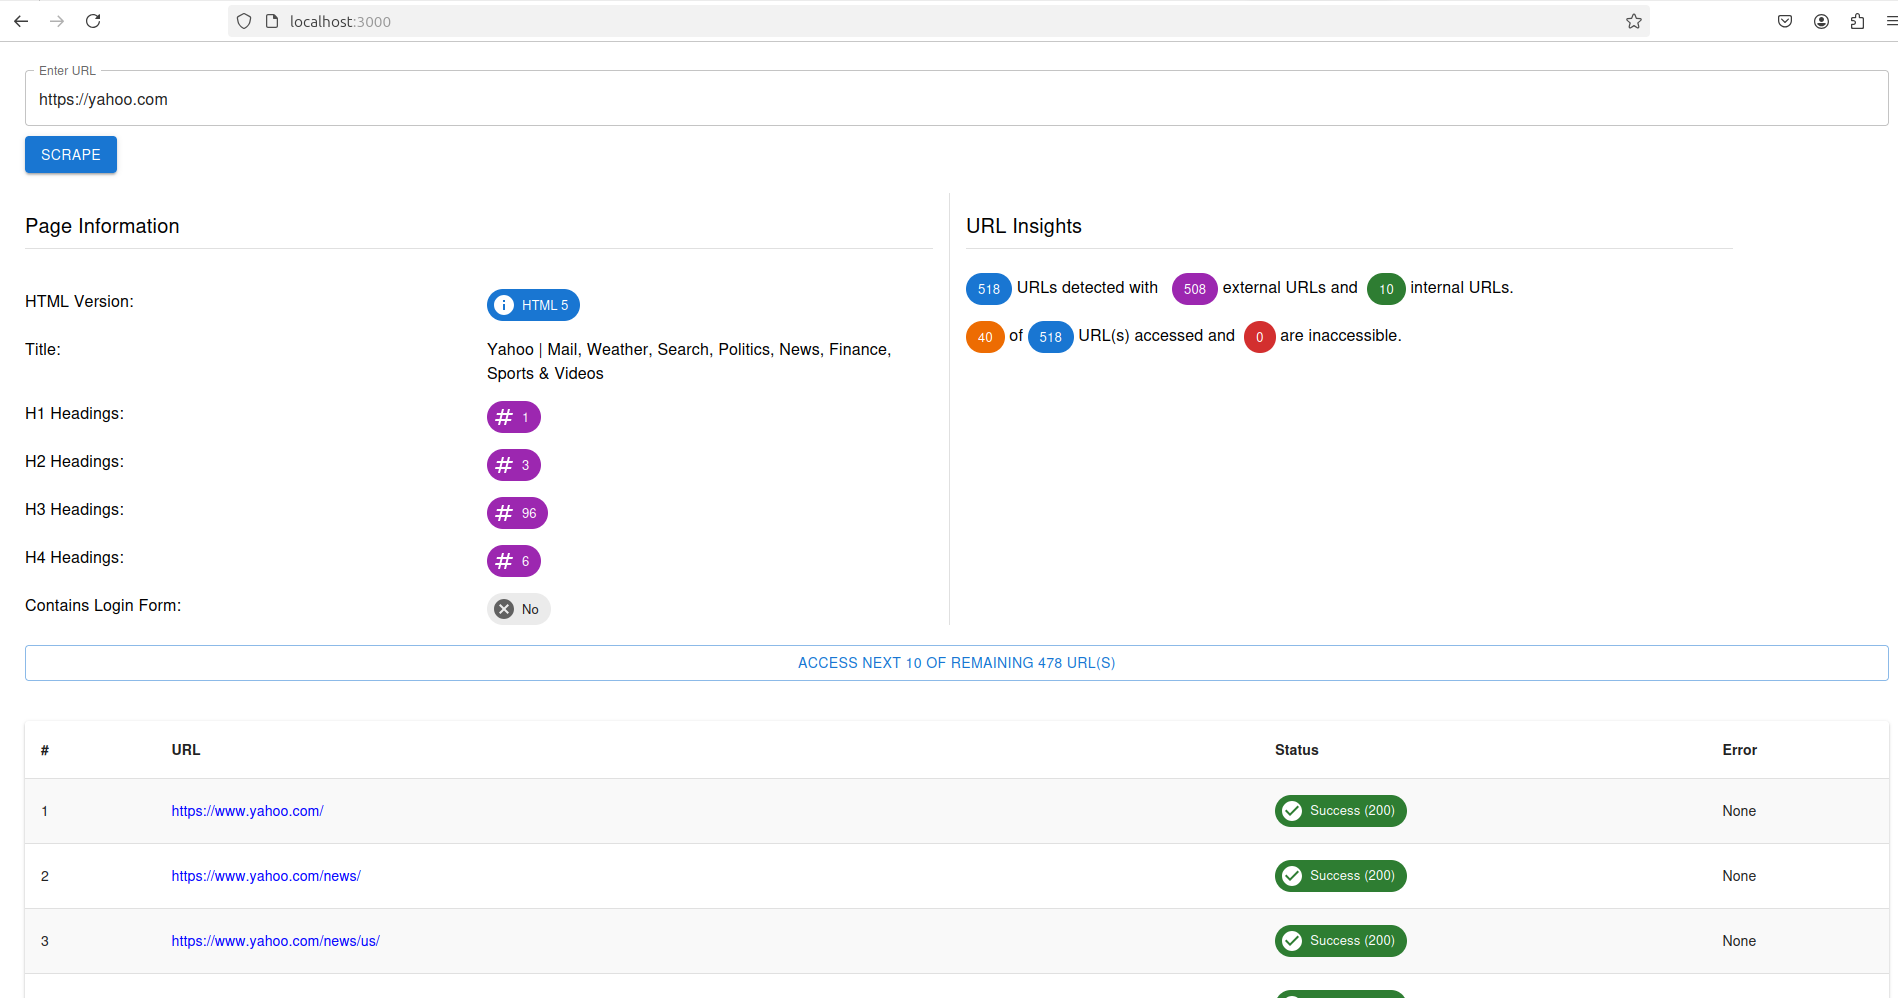 localhost:3000
Enter URL
https://yahoo.com
SCRAPE
Page Information
HTML Version:
HTML 5
Title:
Yahoo | Mail, Weather, Search, Politics, News, Finance,
Sports & Videos
H1 Headings:
# 1
H2 Headings:
# 3
H3 Headings:
# 96
H4 Headings:
# 6
Contains Login Form:
No
URL Insights
518 URLs detected with 508 external URLs and 10 internal URLs.
40 of 518 URL(s) accessed and 0 are inaccessible.
ACCESS NEXT 10 OF REMAINING 478 URL(S)
# URL Status Error
1 https://www.yahoo.com/ Success (200) None
2 https://www.yahoo.com/news/ Success (200) None
3 https://www.yahoo.com/news/us/ Success (200) None